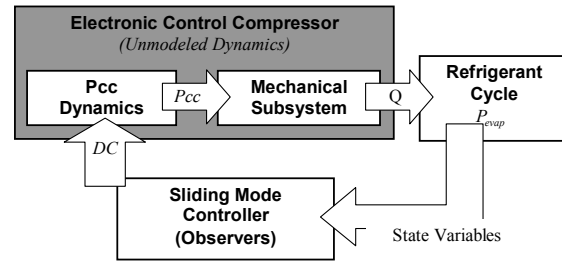 Electronic Control Compressor
(Unmodeled Dynamics)
Pcc
Dynamics
Pcc
Mechanical
Subsystem
Q
Refrigerant
Cycle
Pevap
DC
Sliding Mode
Controller
(Observers)
State Variables